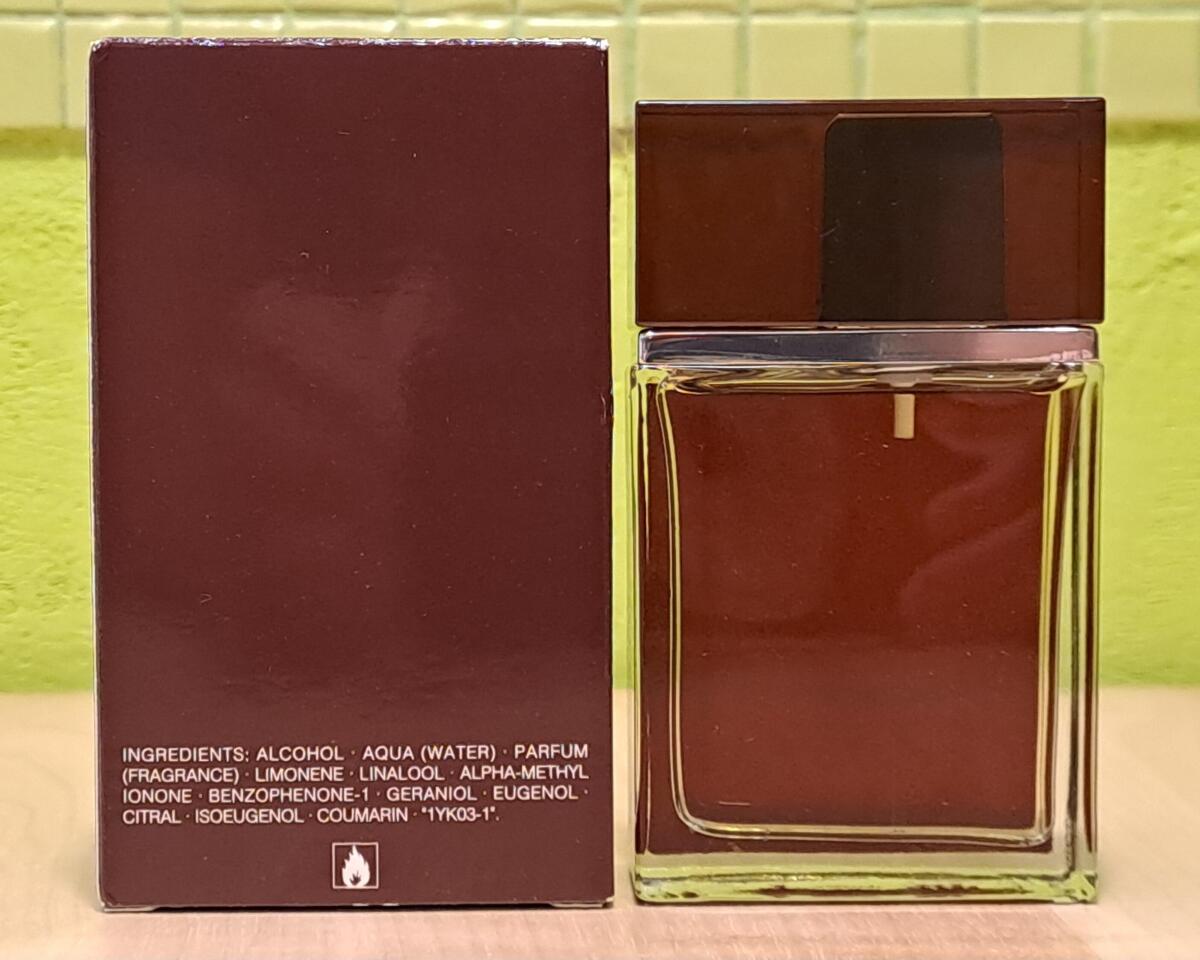 INGREDIENTS: ALCOHOL · AQUA (WATER) · PARFUM
(FRAGRANCE) · LIMONENE · LINALOOL · ALPHA-METHYL
IONONE · BENZOPHENONE-1 · GERANIOL · EUGENOL ·
CITRAL · ISOEUGENOL · COUMARIN · "1YK03-1".